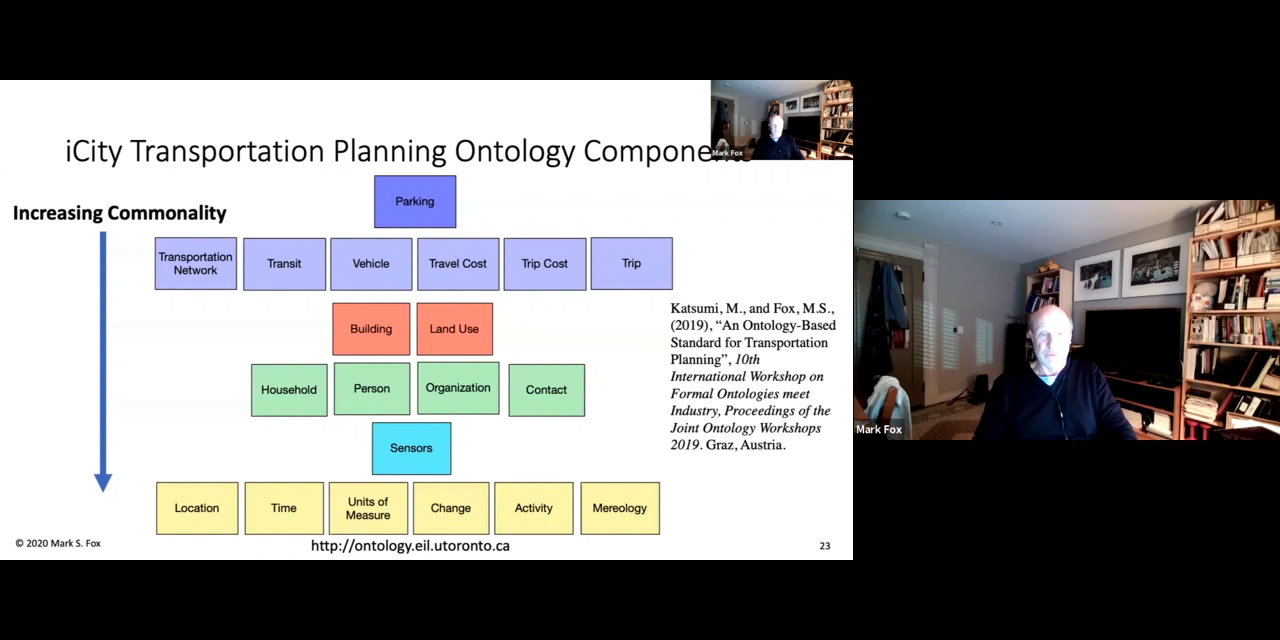 iCity Transportation Planning Ontology Components
Mark Fox
Increasing Commonality
Parking
Transportation
Network
Transit
Vehicle
Travel Cost
Trip Cost
Trip
Building
Land Use
Household
Person
Organization
Contact
Sensors
Location
Time
Units of
Measure
Change
Activity
Mereology
Katsumi, M., and Fox, M.S.,
(2019), “An Ontology-Based
Standard for Transportation
Planning”, 10th
International Workshop on
Formal Ontologies meet
Industry, Proceedings of the
Joint Ontology Workshops
2019. Graz, Austria.
© 2020 Mark S. Fox
http://ontology.eil.utoronto.ca
23
Mark Fox